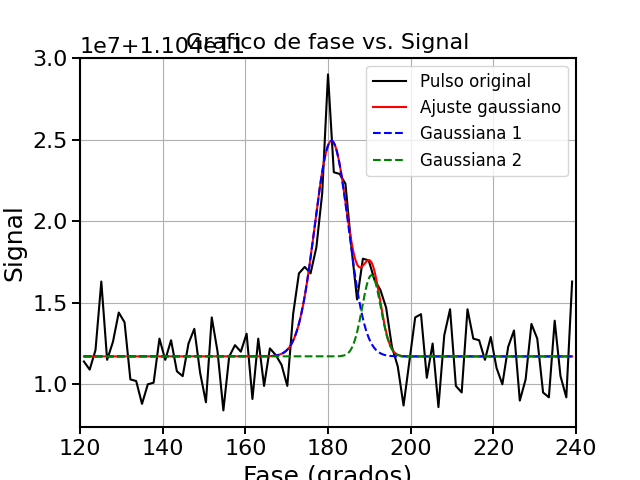 1e7+1.104e11
Grafico de fase vs. Signal
3.0
2.5
2.0
1.5
1.0
Signal
Pulso original
Ajuste gaussiano
Gaussiana 1
Gaussiana 2
120 140 160 180 200 220 240
Fase (grados)